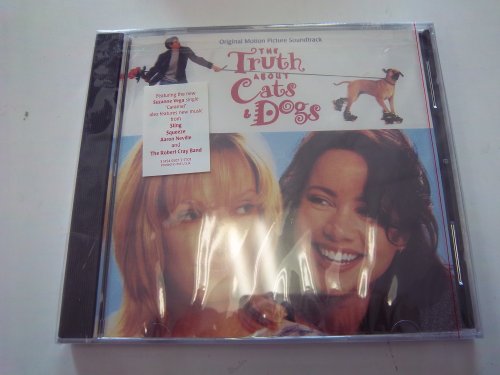 Original Motion Picture Soundtrack
THE
Truth
ABOUT
Cats
& Dogs
Featuring the new
Suzanne Vega single
"Caramel"
also features new music
from
Sting
Squeeze
Aaron Neville
and
The Robert Cray Band